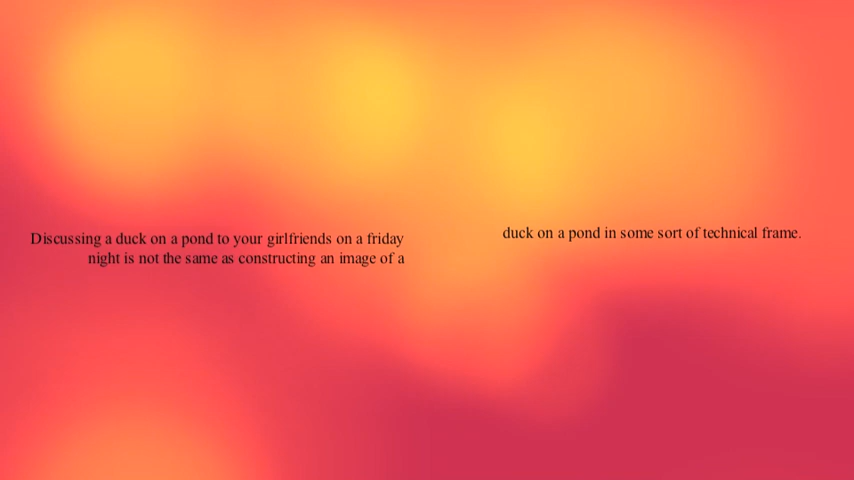 Discussing a duck on a pond to your girlfriends on a friday
night is not the same as constructing an image of a
duck on a pond in some sort of technical frame.